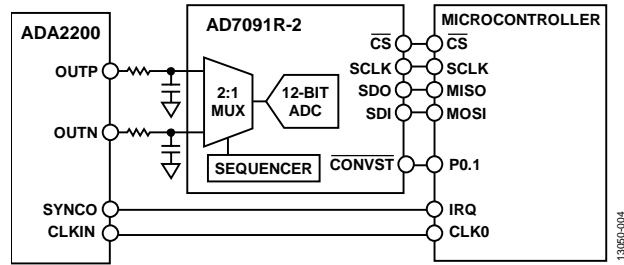 ADA2200
OUTP
OUTN
SYNCO
CLKIN
AD7091R-2
2:1
MUX
12-BIT
ADC
SEQUENCER
CS
SCLK
SDO
SDI
CONVST
MICROCONTROLLER
CS
SCLK
MISO
MOSI
P0.1
IRQ
CLK0
13050-004